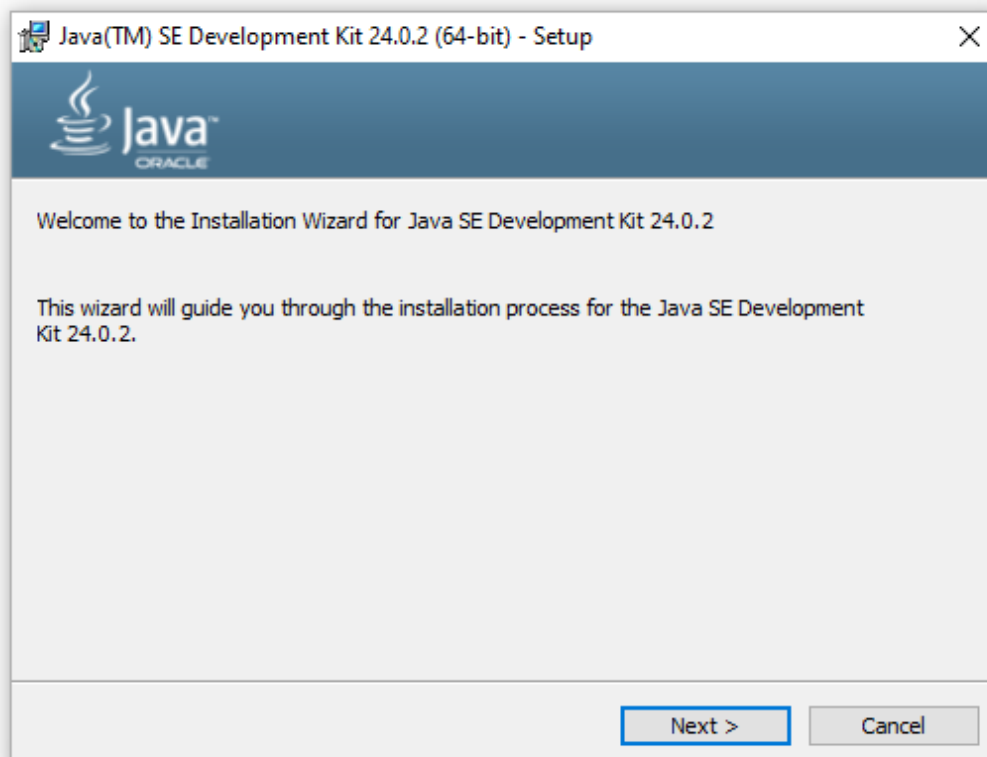 Java(TM) SE Development Kit 24.0.2 (64-bit) - Setup
Java™
ORACLE
Welcome to the Installation Wizard for Java SE Development Kit 24.0.2
This wizard will guide you through the installation process for the Java SE Development
Kit 24.0.2.
Next >
Cancel